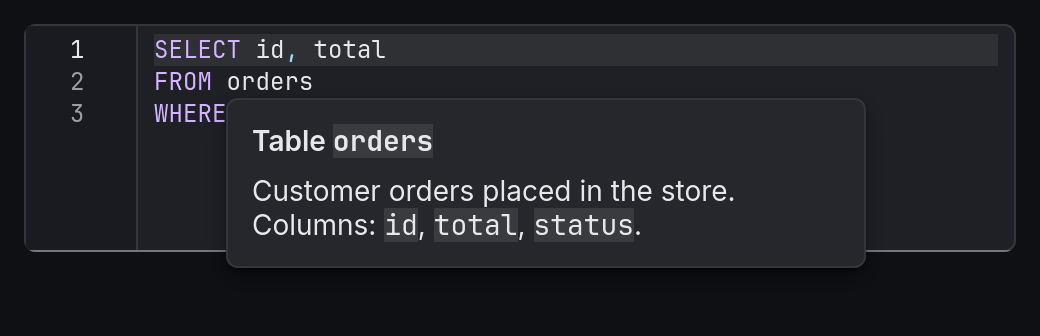 1 SELECT id, total
2 FROM orders
3 WHERE
Table orders
Customer orders placed in the store.
Columns: id, total, status.